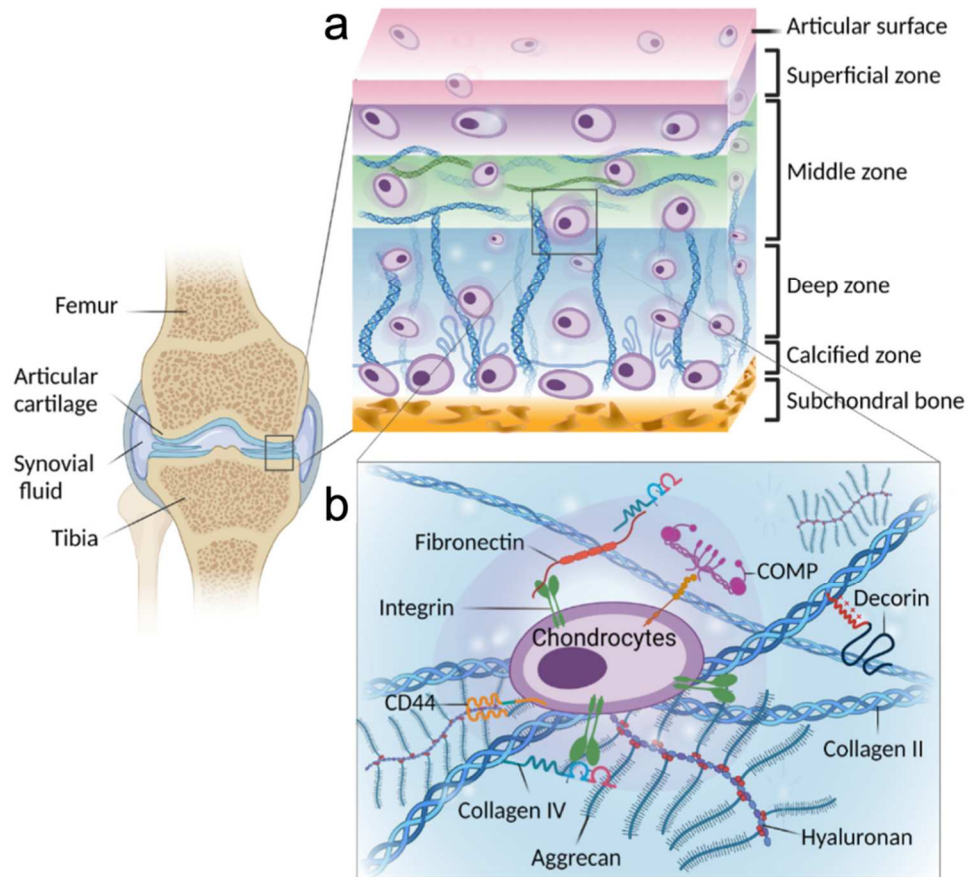 a
Articular surface
Superficial zone
Middle zone
Deep zone
Calcified zone
Subchondral bone
Femur
Articular
cartilage
Synovial
fluid
Tibia
b
Fibronectin
Integrin
COMP
Decorin
Chondrocytes
CD44
Collagen II
Collagen IV
Aggrecan
Hyaluronan